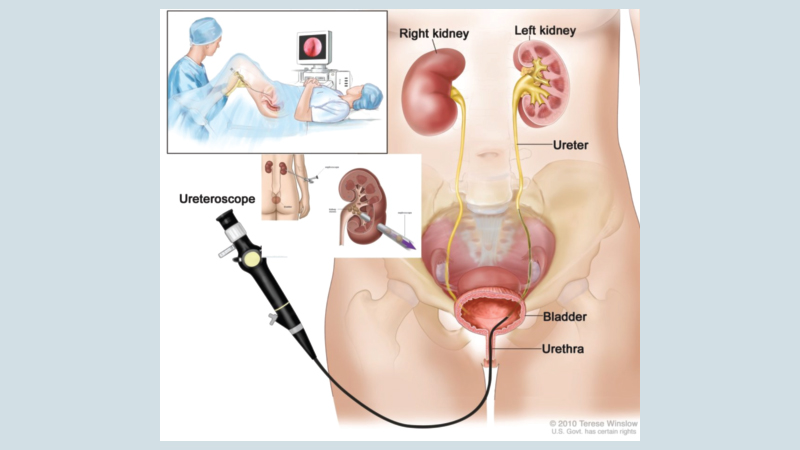 Right kidney
Left kidney
Ureter
Ureteroscope
Bladder
Urethra
© 2010 Terese Winslow
U.S. Govt. has certain rights